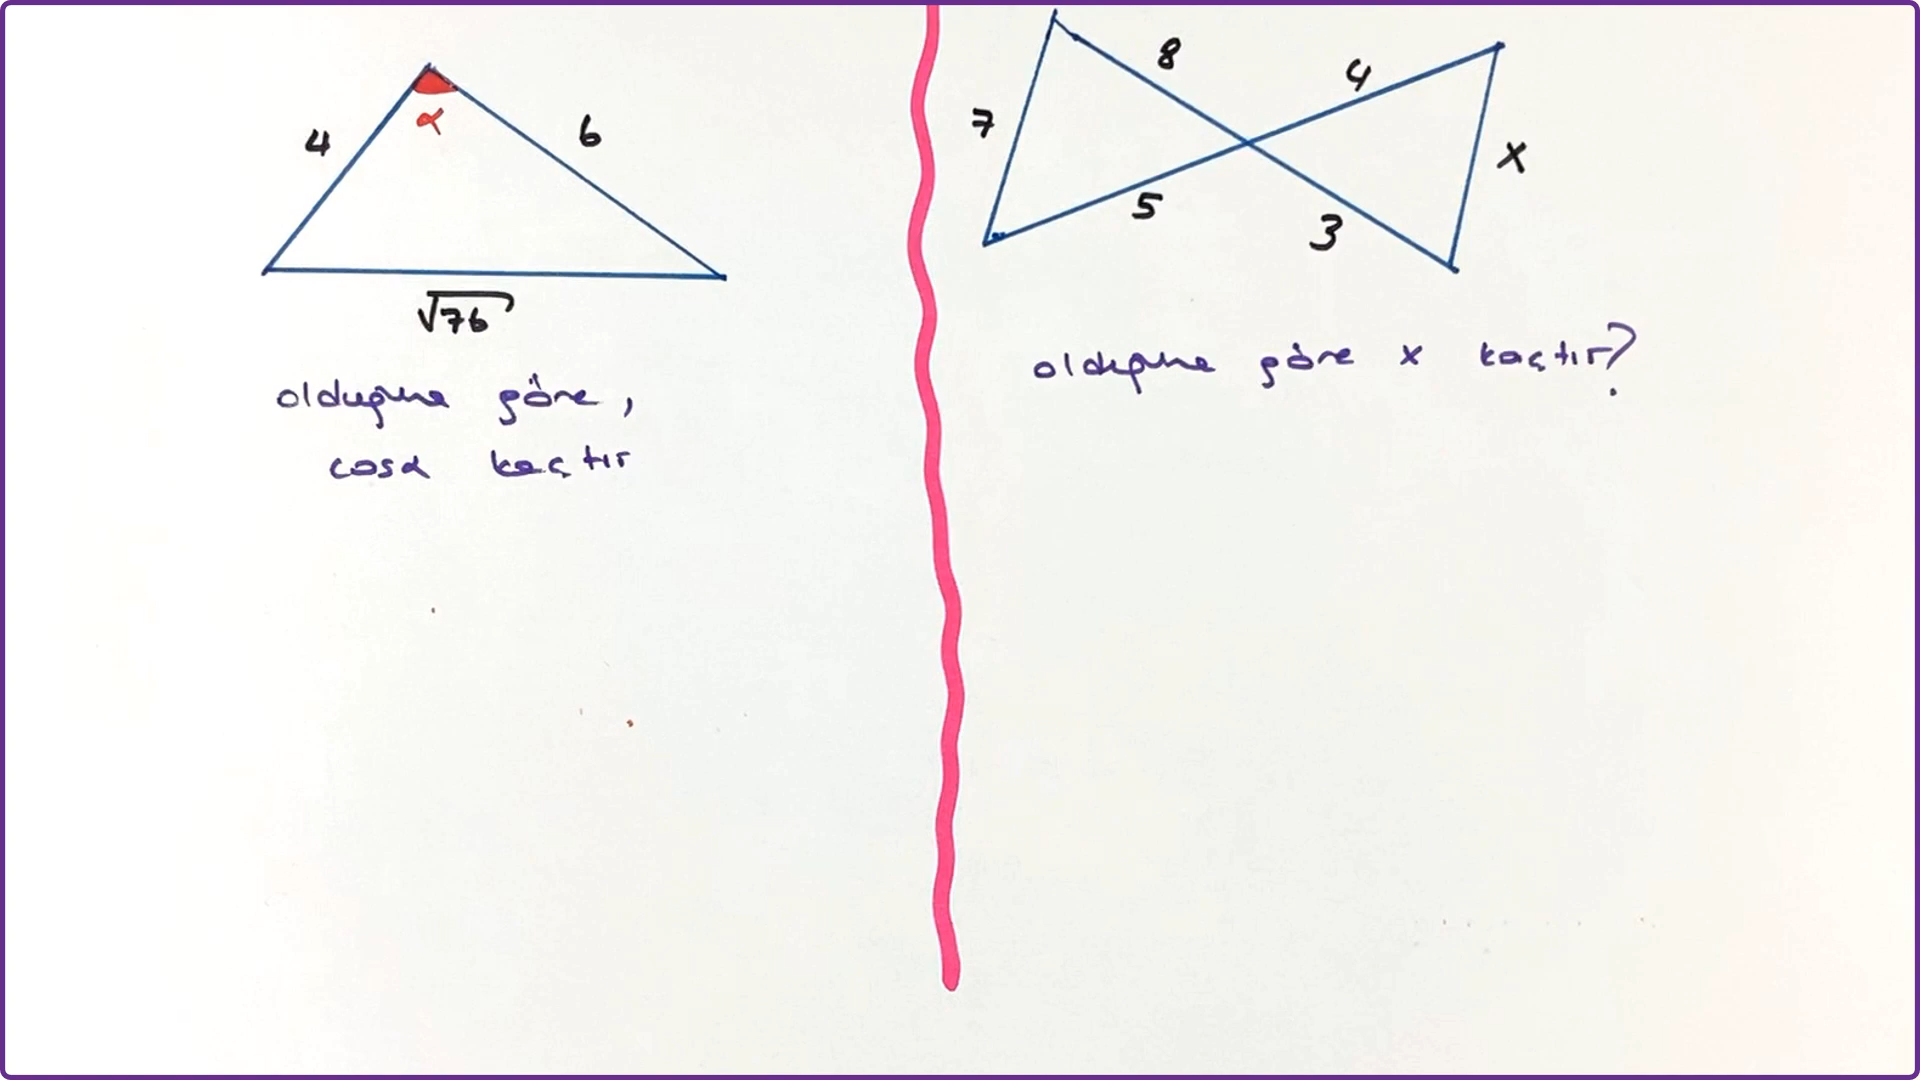 4
α
6
√76
olduğuna göre,
cosα kaçtır
8
4
7
x
5
3
olduğuna göre x kaçtır?